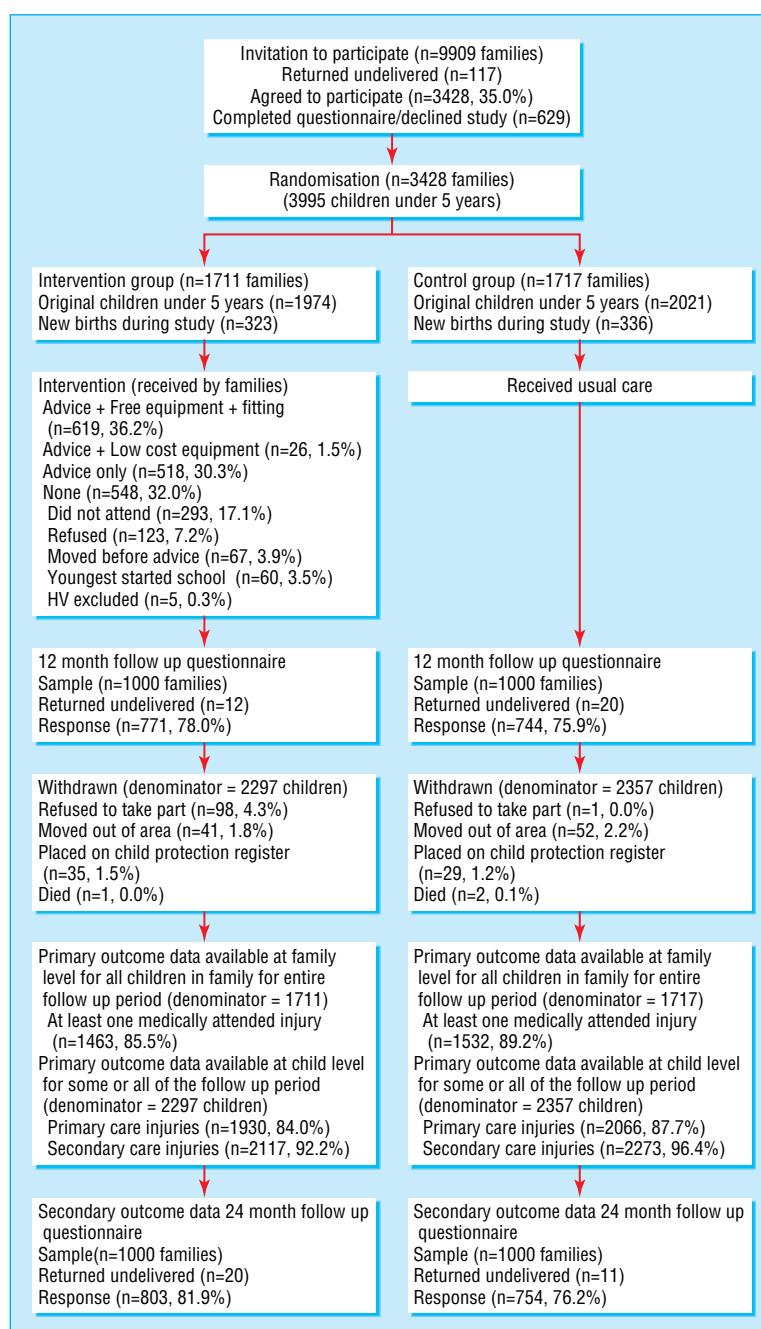 Invitation to participate (n=9909 families)
Returned undelivered (n=117)
Agreed to participate (n=3428, 35.0%)
Completed questionnaire/declined study (n=629)
Randomisation (n=3428 families)
(3995 children under 5 years)
Intervention group (n=1711 families)
Original children under 5 years (n=1974)
New births during study (n=323)
Control group (n=1717 families)
Original children under 5 years (n=2021)
New births during study (n=336)
Intervention (received by families)
Advice + Free equipment + fitting
(n=619, 36.2%)
Advice + Low cost equipment (n=26, 1.5%)
Advice only (n=518, 30.3%)
None (n=548, 32.0%)
Did not attend (n=293, 17.1%)
Refused (n=123, 7.2%)
Moved before advice (n=67, 3.9%)
Youngest started school (n=60, 3.5%)
HV excluded (n=5, 0.3%)
Received usual care
12 month follow up questionnaire
Sample (n=1000 families)
Returned undelivered (n=12)
Response (n=771, 78.0%)
12 month follow up questionnaire
Sample (n=1000 families)
Returned undelivered (n=20)
Response (n=744, 75.9%)
Withdrawn (denominator = 2297 children)
Refused to take part (n=98, 4.3%)
Moved out of area (n=41, 1.8%)
Placed on child protection register
(n=35, 1.5%)
Died (n=1, 0.0%)
Withdrawn (denominator = 2357 children)
Refused to take part (n=1, 0.0%)
Moved out of area (n=52, 2.2%)
Placed on child protection register
(n=29, 1.2%)
Died (n=2, 0.1%)
Primary outcome data available at family
level for all children in family for entire
follow up period (denominator = 1711)
At least one medically attended injury
(n=1463, 85.5%)
Primary outcome data available at child level
for some or all of the follow up period
(denominator = 2297 children)
Primary care injuries (n=1930, 84.0%)
Secondary care injuries (n=2117, 92.2%)
Primary outcome data available at family
level for all children in family for entire
follow up period (denominator = 1717)
At least one medically attended injury
(n=1532, 89.2%)
Primary outcome data available at child level
for some or all of the follow up period
(denominator = 2357 children)
Primary care injuries (n=2066, 87.7%)
Secondary care injuries (n=2273, 96.4%)
Secondary outcome data 24 month follow up
questionnaire
Sample(n=1000 families)
Returned undelivered (n=20)
Response (n=803, 81.9%)
Secondary outcome data 24 month follow up
questionnaire
Sample (n=1000 families)
Returned undelivered (n=11)
Response (n=754, 76.2%)